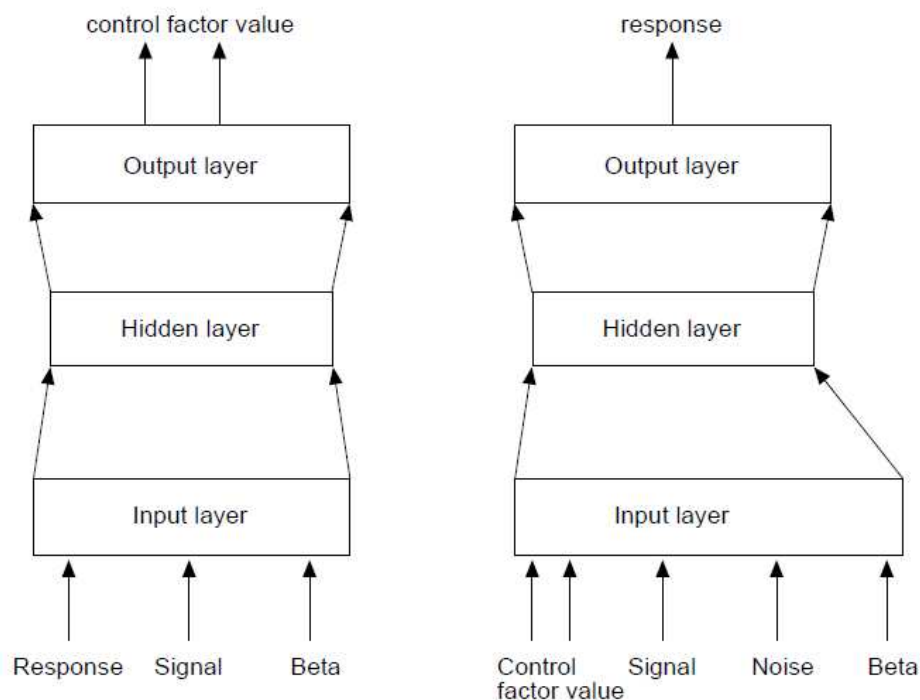 control factor value
Output layer
Hidden layer
Input layer
Response Signal Beta
response
Output layer
Hidden layer
Input layer
Control Signal Noise Beta
factor value